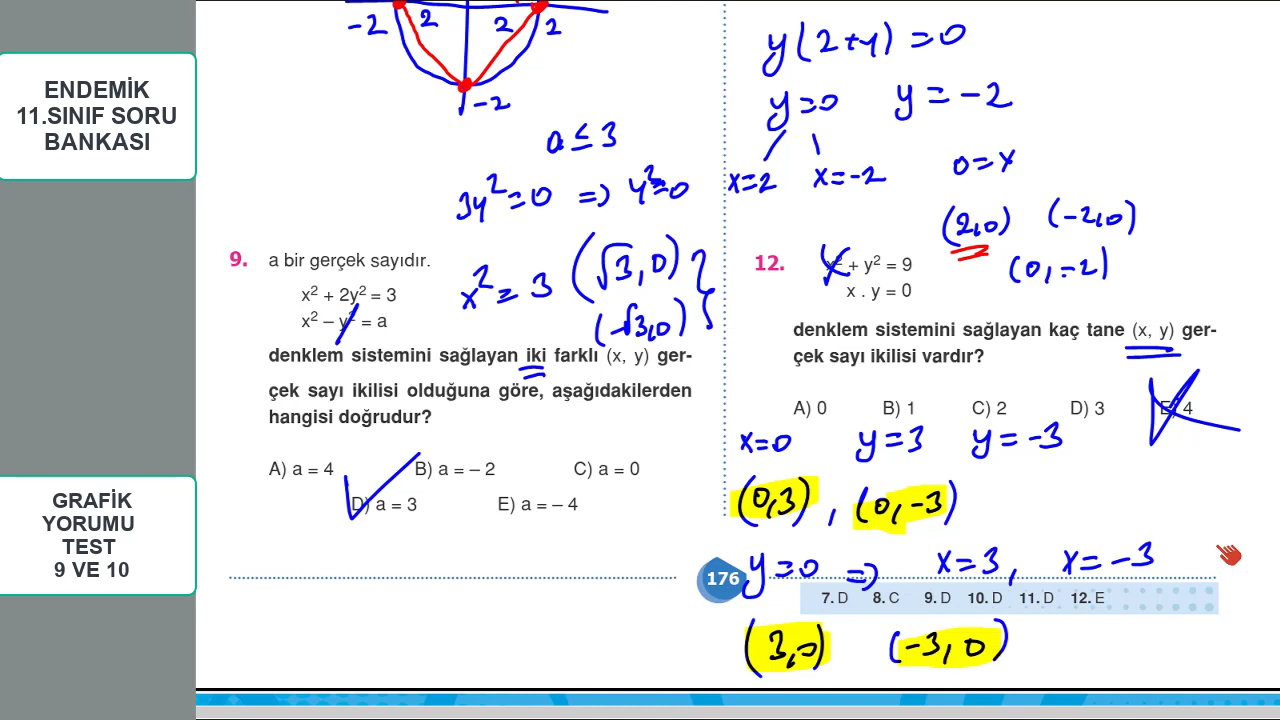 ENDEMİK
11.SINIF SORU
BANKASI
GRAFİK
YORUMU
TEST
9 VE 10
-2 2 2 2
-2
a ≤ 3
3y² = 0 => y² = 0
x² = 3 (√3, 0)
(-√3, 0)
9. a bir gerçek sayıdır.
x² + 2y² = 3
x² – y² = a
denklem sistemini sağlayan iki farklı (x, y) ger-
çek sayı ikilisi olduğuna göre, aşağıdakilerden
hangisi doğrudur?
A) a = 4 B) a = – 2 C) a = 0
D) a = 3 E) a = – 4
y(2+y) = 0
y = 0 y = -2
x=2 x=-2 0=x
(2,0) (-2,0)
(0,-2)
12. x² + y² = 9
x . y = 0
denklem sistemini sağlayan kaç tane (x, y) ger-
çek sayı ikilisi vardır?
A) 0 B) 1 C) 2 D) 3 E) 4
x=0 y=3 y=-3
(0,3) , (0,-3)
y=0 => x=3, x=-3
176
7. D 8. C 9. D 10. D 11. D 12. E
(3,0) (-3,0)